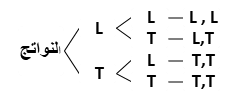 L — L , L
L < T — L,T
النواتج
T < L — T,T
T — T,T